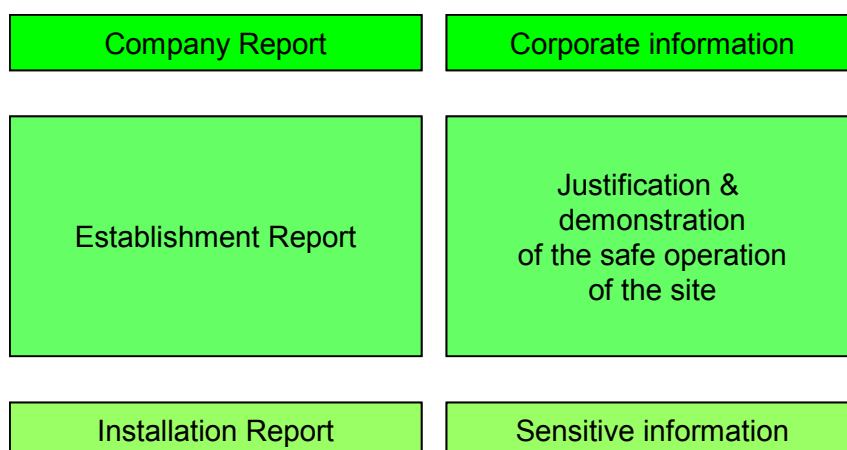 Company Report
Corporate information
Establishment Report
Justification &
demonstration
of the safe operation
of the site
Installation Report
Sensitive information